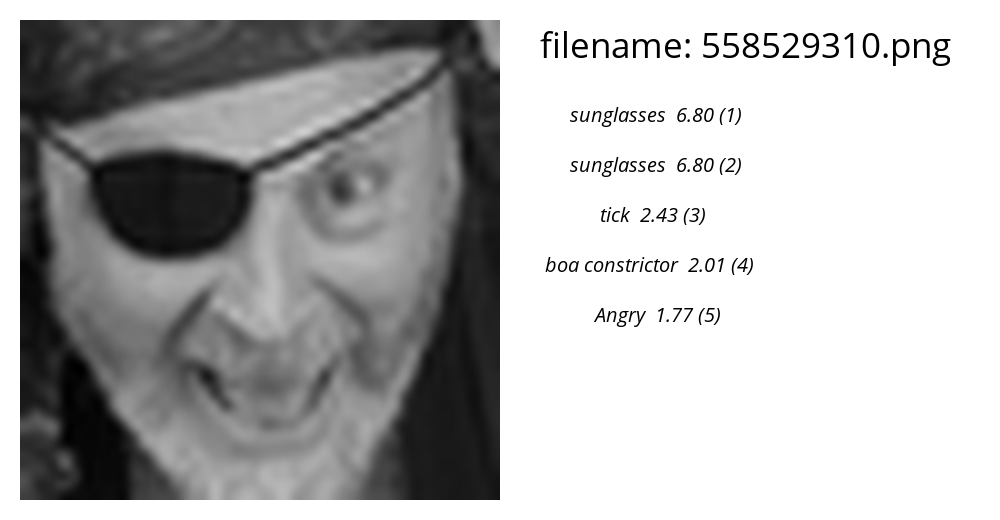 filename: 558529310.png
sunglasses 6.80 (1)
sunglasses 6.80 (2)
tick 2.43 (3)
boa constrictor 2.01 (4)
Angry 1.77 (5)